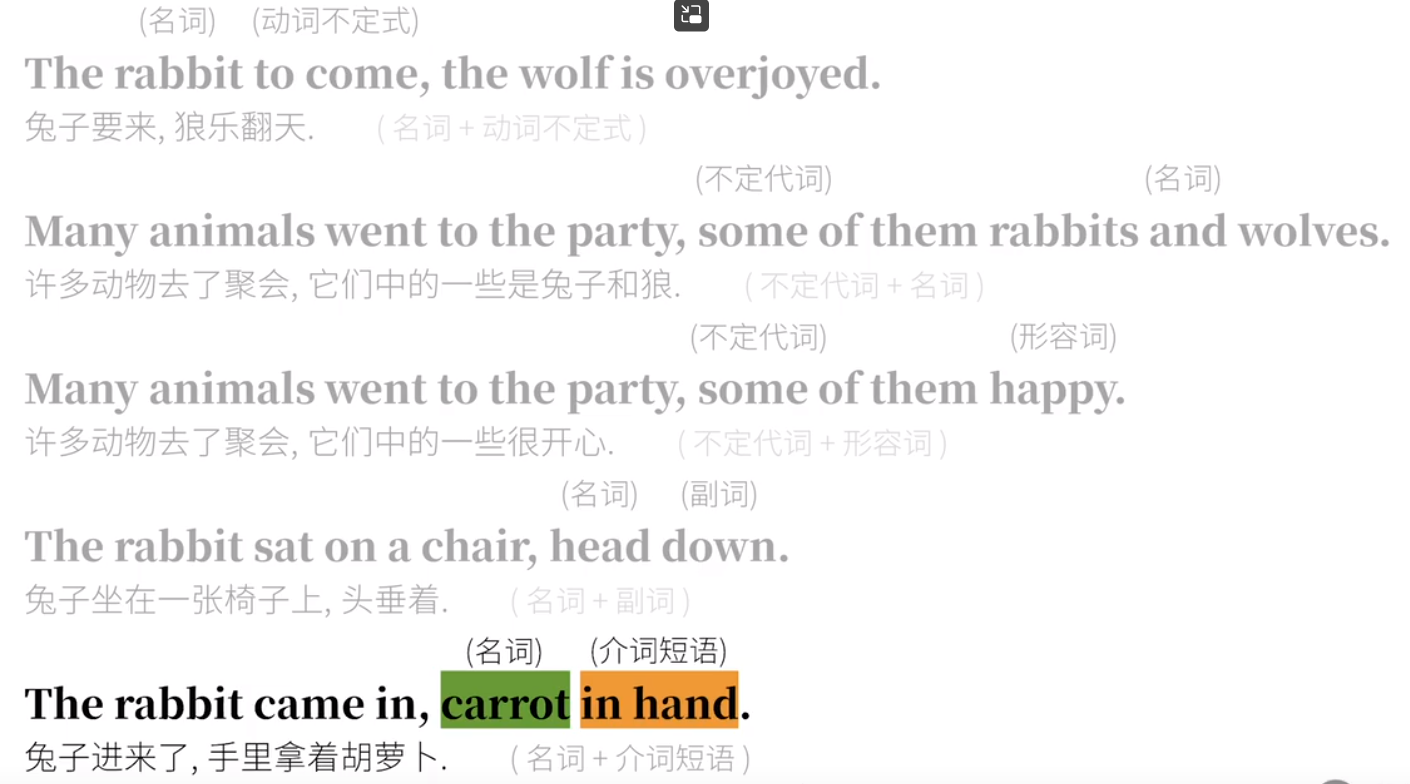 (名词) (动词不定式)
The rabbit to come, the wolf is overjoyed.
兔子要来, 狼乐翻天. ( 名词 + 动词不定式 )
(不定代词) (名词)
Many animals went to the party, some of them rabbits and wolves.
许多动物去了聚会, 它们中的一些是兔子和狼. ( 不定代词 + 名词 )
(不定代词) (形容词)
Many animals went to the party, some of them happy.
许多动物去了聚会, 它们中的一些很开心. ( 不定代词 + 形容词 )
(名词) (副词)
The rabbit sat on a chair, head down.
兔子坐在一张椅子上, 头垂着. ( 名词 + 副词 )
(名词) (介词短语)
The rabbit came in, carrot in hand.
兔子进来了, 手里拿着胡萝卜. ( 名词 + 介词短语 )